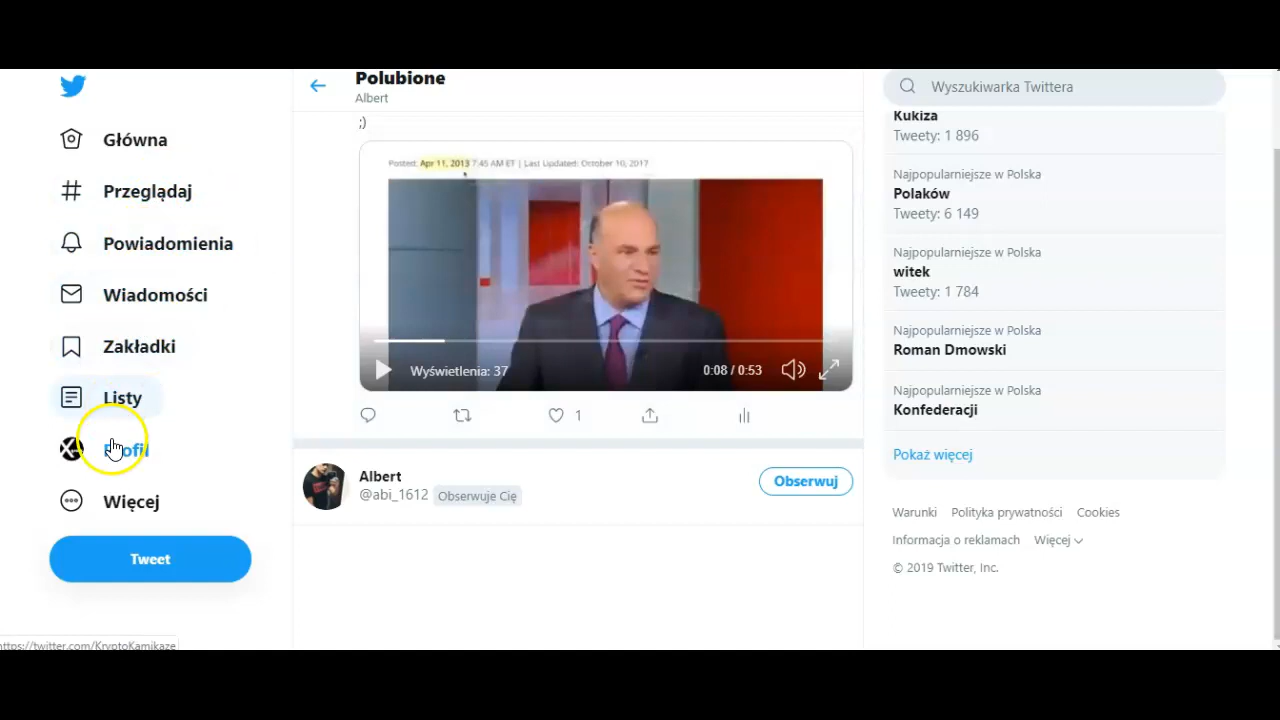 Główna
Przeglądaj
Powiadomienia
Wiadomości
Zakładki
Listy
Profil
Więcej
Tweet
https://twitter.com/KryptoKamikaze
Polubione
Albert
;)
Posted: Apr 11, 2013 7:45 AM ET | Last Updated: October 10, 2017
Wyświetlenia: 37
0:08 / 0:53
1
Albert
@abi_1612 Obserwuje Cię
Obserwuj
Wyszukiwarka Twittera
Kukiza
Tweety: 1 896
Najpopularniejsze w Polska
Polaków
Tweety: 6 149
Najpopularniejsze w Polska
witek
Tweety: 1 784
Najpopularniejsze w Polska
Roman Dmowski
Najpopularniejsze w Polska
Konfederacji
Pokaż więcej
Warunki Polityka prywatności Cookies
Informacja o reklamach Więcej
© 2019 Twitter, Inc.